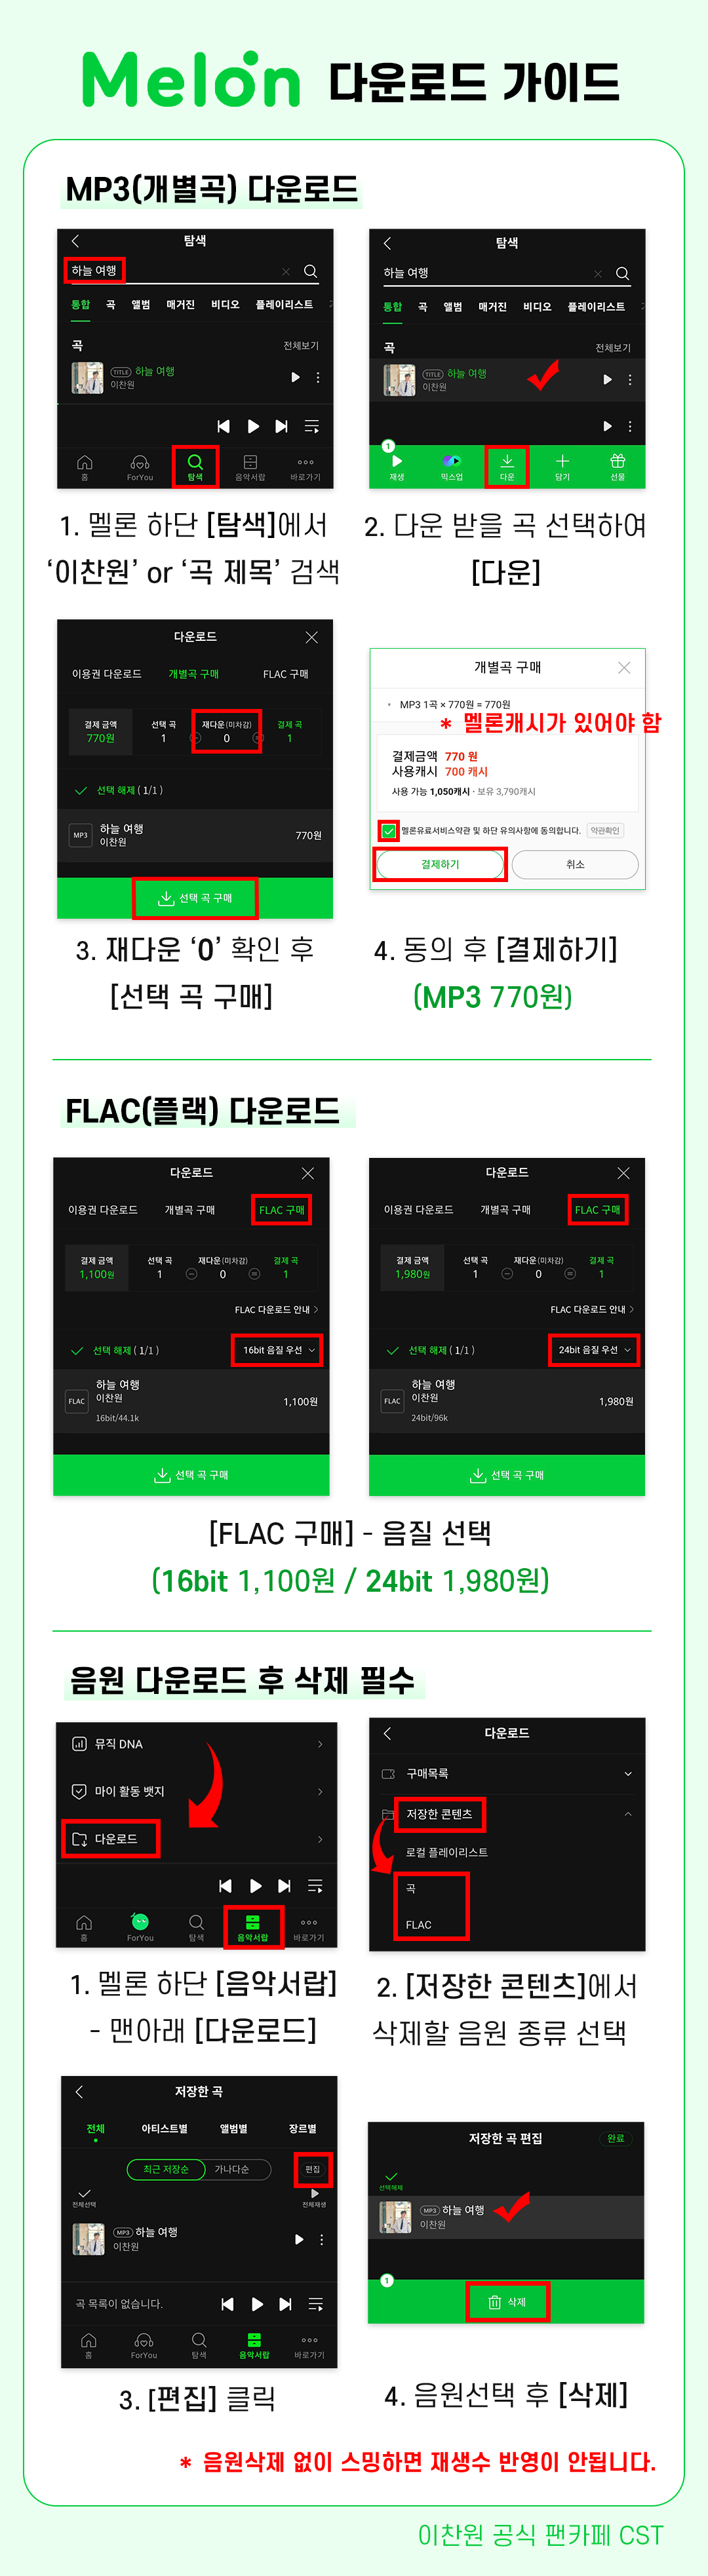 Melon 다운로드 가이드
MP3(개별곡) 다운로드
탐색
하늘 여행
통합 곡 앨범 매거진 비디오 플레이리스트
곡 전체보기
TITLE 하늘 여행
이찬원
홈 ForYou 탐색 음악서랍 바로가기
1. 멜론 하단 [탐색]에서
‘이찬원’ or ‘곡 제목’ 검색
탐색
하늘 여행
통합 곡 앨범 매거진 비디오 플레이리스트
곡 전체보기
TITLE 하늘 여행
이찬원
1
재생 믹스업 다운 담기 선물
2. 다운 받을 곡 선택하여
[다운]
다운로드
이용권 다운로드 개별곡 구매 FLAC 구매
결제 금액 선택 곡 재다운(미차감) 결제 곡
770원 1 0 1
선택 해제 ( 1/1 )
MP3 하늘 여행 770원
이찬원
선택 곡 구매
3. 재다운 ‘0’ 확인 후
[선택 곡 구매]
개별곡 구매
• MP3 1곡 × 770원 = 770원
* 멜론캐시가 있어야 함
결제금액 770 원
사용캐시 700 캐시
사용 가능 1,050캐시 · 보유 3,790캐시
멜론유료서비스약관 및 하단 유의사항에 동의합니다. 약관확인
결제하기 취소
4. 동의 후 [결제하기]
(MP3 770원)
FLAC(플랙) 다운로드
다운로드
이용권 다운로드 개별곡 구매 FLAC 구매
결제 금액 선택 곡 재다운(미차감) 결제 곡
1,100원 1 0 1
FLAC 다운로드 안내 >
선택 해제 ( 1/1 ) 16bit 음질 우선
하늘 여행
FLAC 이찬원 1,100원
16bit/44.1k
선택 곡 구매
다운로드
이용권 다운로드 개별곡 구매 FLAC 구매
결제 금액 선택 곡 재다운(미차감) 결제 곡
1,980원 1 0 1
FLAC 다운로드 안내 >
선택 해제 ( 1/1 ) 24bit 음질 우선
하늘 여행
FLAC 이찬원 1,980원
24bit/96k
선택 곡 구매
[FLAC 구매] - 음질 선택
(16bit 1,100원 / 24bit 1,980원)
음원 다운로드 후 삭제 필수
뮤직 DNA
마이 활동 뱃지
다운로드
홈 ForYou 탐색 음악서랍 바로가기
1. 멜론 하단 [음악서랍]
- 맨아래 [다운로드]
다운로드
구매목록
저장한 콘텐츠
로컬 플레이리스트
곡
FLAC
2. [저장한 콘텐츠]에서
삭제할 음원 종류 선택
저장한 곡
전체 아티스트별 앨범별 장르별
최근 저장순 가나다순 편집
전체선택 전체재생
MP3 하늘 여행
이찬원
곡 목록이 없습니다.
홈 ForYou 탐색 음악서랍 바로가기
3. [편집] 클릭
저장한 곡 편집 완료
선택해제
MP3 하늘 여행
이찬원
1
삭제
4. 음원선택 후 [삭제]
* 음원삭제 없이 스밍하면 재생수 반영이 안됩니다.
이찬원 공식 팬카페 CST